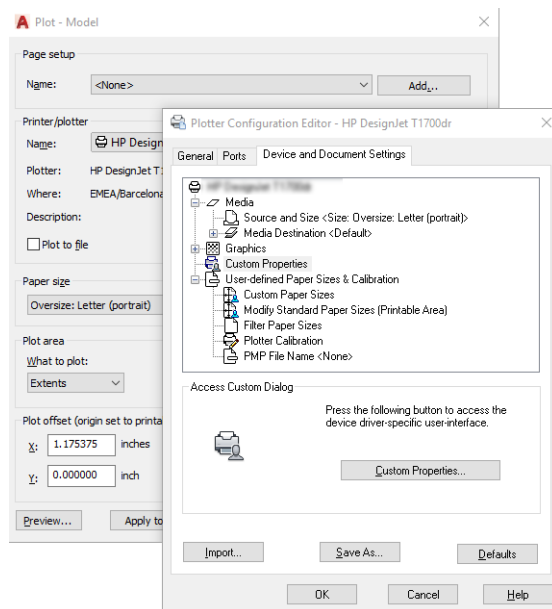 Plot - Model
Page setup
Name: <None> Add...
Printer/plotter
Name: HP Design
Plotter: HP DesignJet T1
Where: EMEA/Barcelona
Description:
Plot to file
Paper size
Oversize: Letter (portrait)
Plot area
What to plot:
Extents
Plot offset (origin set to printa
X: 1.175375 inches
Y: 0.000000 inch
Preview... Apply to
Plotter Configuration Editor - HP DesignJet T1700dr
General Ports Device and Document Settings
Media
Source and Size <Size: Oversize: Letter (portrait)>
Media Destination <Default>
Graphics
Custom Properties
User-defined Paper Sizes & Calibration
Custom Paper Sizes
Modify Standard Paper Sizes (Printable Area)
Filter Paper Sizes
Plotter Calibration
PMP File Name <None>
Access Custom Dialog
Press the following button to access the
device driver-specific user-interface.
Custom Properties...
Import... Save As... Defaults
OK Cancel Help